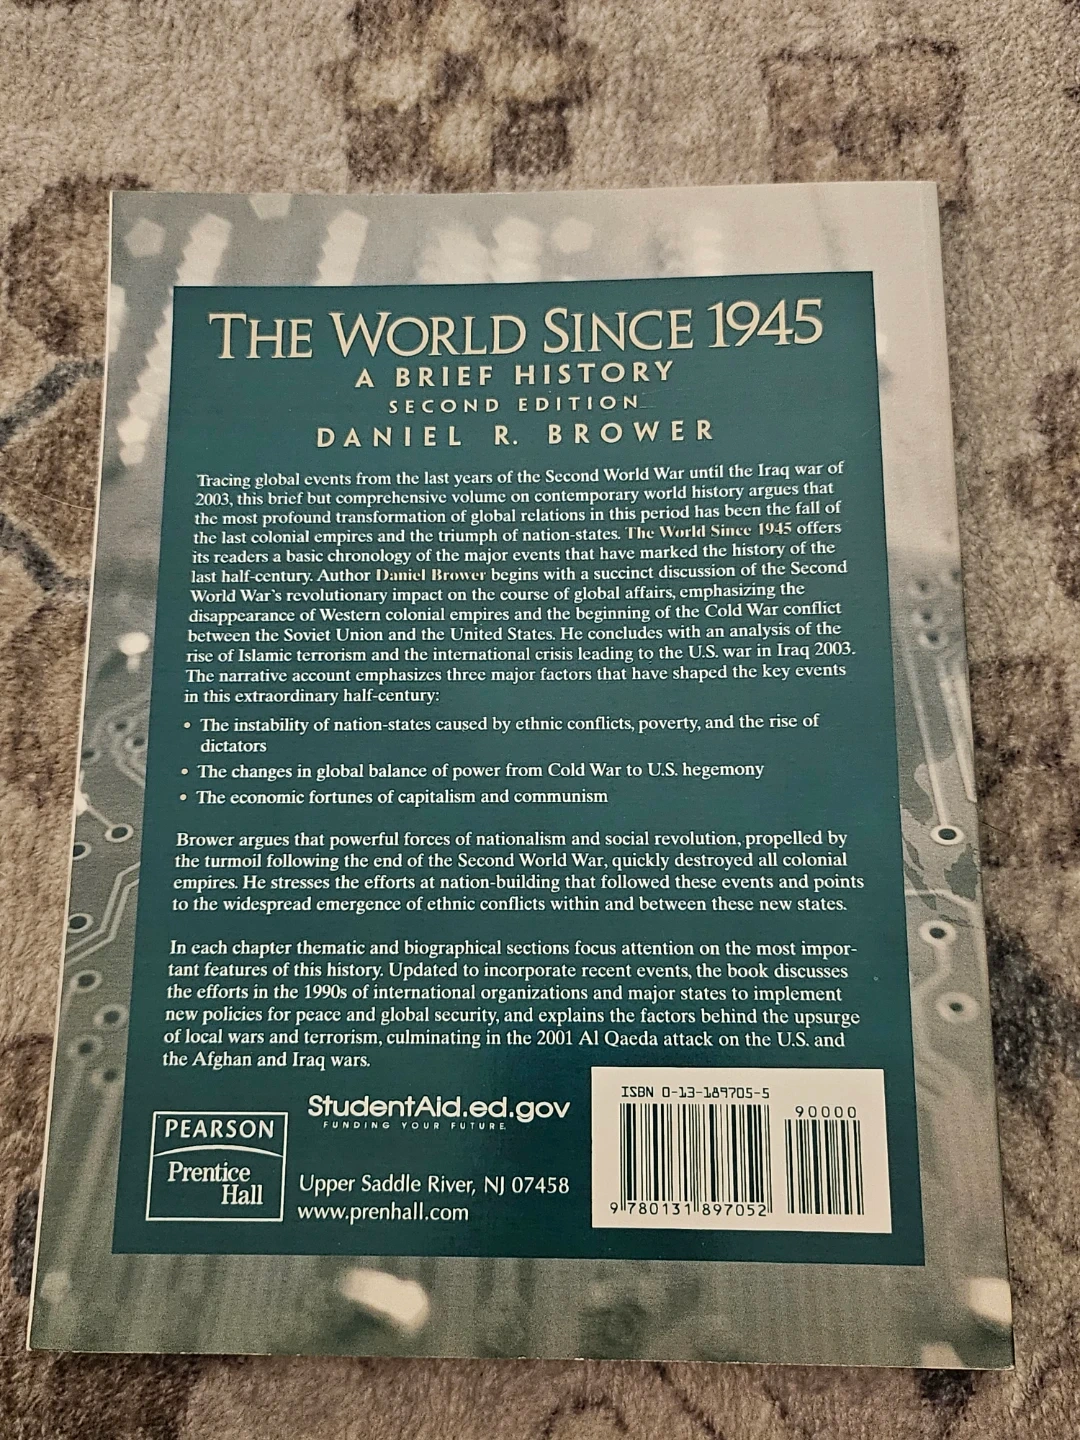 THE WORLD SINCE 1945
A BRIEF HISTORY
SECOND EDITION
DANIEL R. BROWER
Tracing global events from the last years of the Second World War until the Iraq war of
2003, this brief but comprehensive volume on contemporary world history argues that
the most profound transformation of global relations in this period has been the fall of
the last colonial empires and the triumph of nation-states. The World Since 1945 offers
its readers a basic chronology of the major events that have marked the history of the
last half-century. Author Daniel Brower begins with a succinct discussion of the Second
World War's revolutionary impact on the course of global affairs, emphasizing the
disappearance of Western colonial empires and the beginning of the Cold War conflict
between the Soviet Union and the United States. He concludes with an analysis of the
rise of Islamic terrorism and the international crisis leading to the U.S. war in Iraq 2003.
The narrative account emphasizes three major factors that have shaped the key events
in this extraordinary half-century:
• The instability of nation-states caused by ethnic conflicts, poverty, and the rise of
dictators
• The changes in global balance of power from Cold War to U.S. hegemony
• The economic fortunes of capitalism and communism
Brower argues that powerful forces of nationalism and social revolution, propelled by
the turmoil following the end of the Second World War, quickly destroyed all colonial
empires. He stresses the efforts at nation-building that followed these events and points
to the widespread emergence of ethnic conflicts within and between these new states.
In each chapter thematic and biographical sections focus attention on the most impor-
tant features of this history. Updated to incorporate recent events, the book discusses
the efforts in the 1990s of international organizations and major states to implement
new policies for peace and global security, and explains the factors behind the upsurge
of local wars and terrorism, culminating in the 2001 Al Qaeda attack on the U.S. and
the Afghan and Iraq wars.
PEARSON
Prentice
Hall
StudentAid.ed.gov
FUNDING YOUR FUTURE.
Upper Saddle River, NJ 07458
www.prenhall.com
ISBN 0-13-189705-5
90000
9 780131 897052